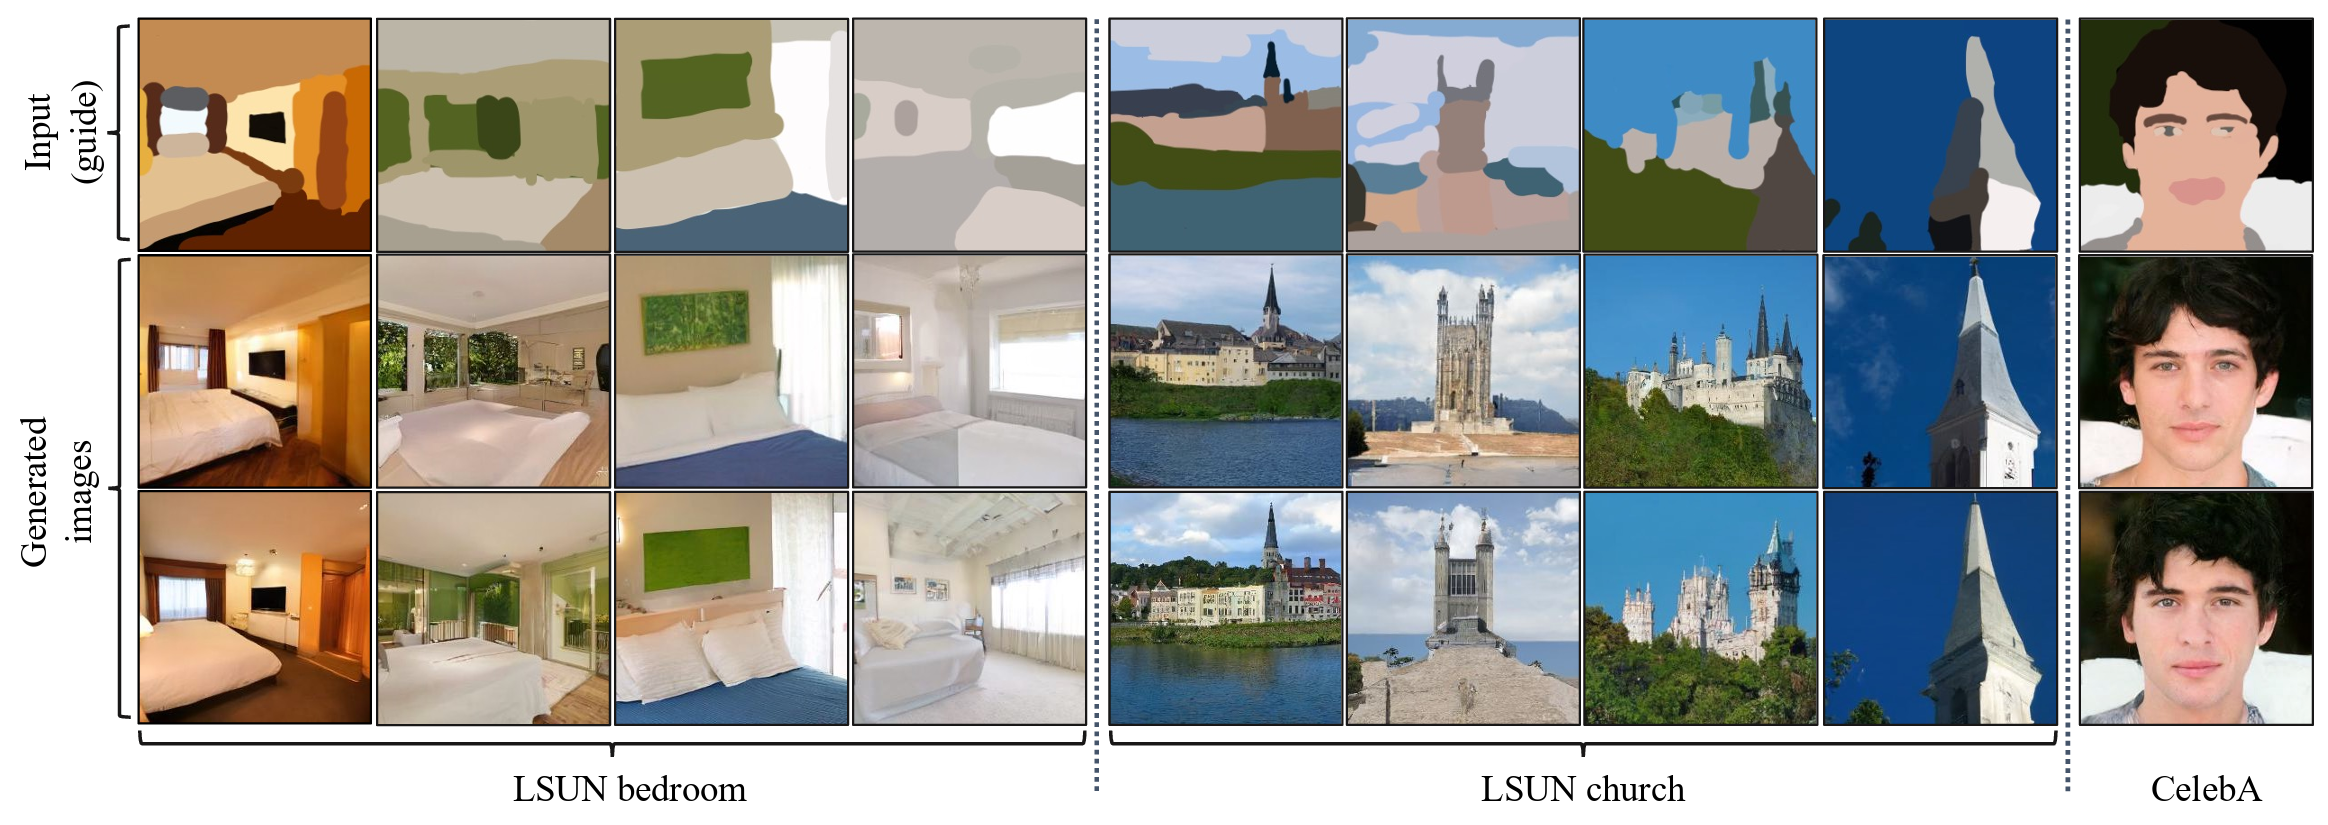 Input
(guide)
Generated
images
LSUN bedroom
LSUN church
CelebA